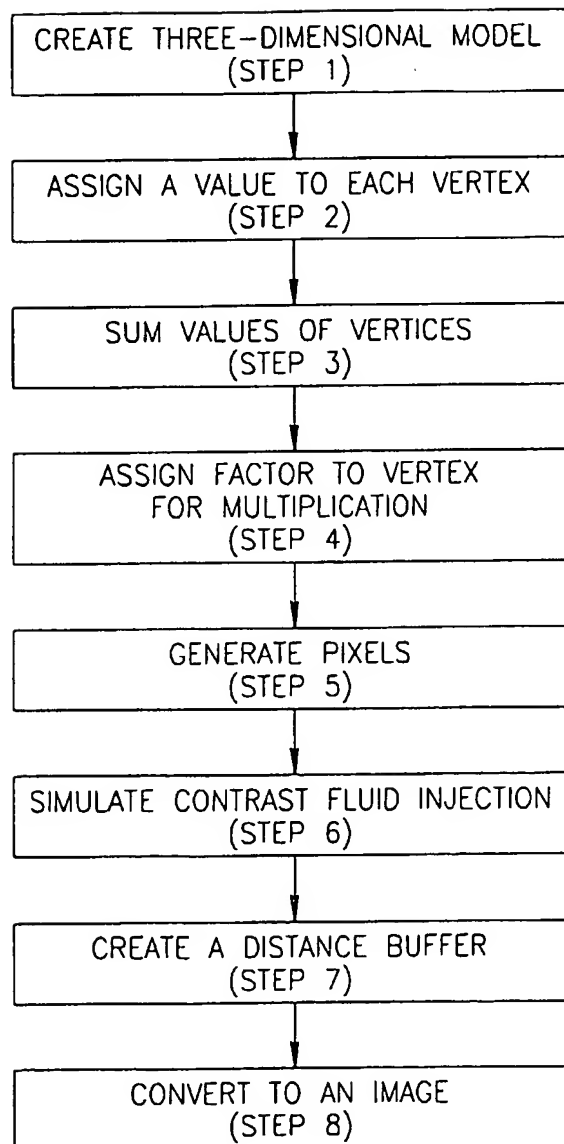 CREATE THREE-DIMENSIONAL MODEL
(STEP 1)
ASSIGN A VALUE TO EACH VERTEX
(STEP 2)
SUM VALUES OF VERTICES
(STEP 3)
ASSIGN FACTOR TO VERTEX
FOR MULTIPLICATION
(STEP 4)
GENERATE PIXELS
(STEP 5)
SIMULATE CONTRAST FLUID INJECTION
(STEP 6)
CREATE A DISTANCE BUFFER
(STEP 7)
CONVERT TO AN IMAGE
(STEP 8)